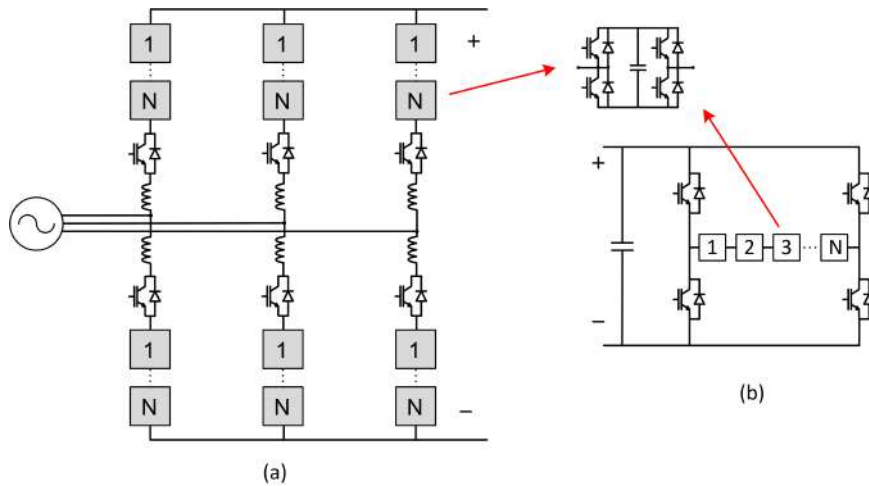 1 1 1 +
N N N
1 1 1
N N N –
(a)
+
1 2 3 ··· N
–
(b)